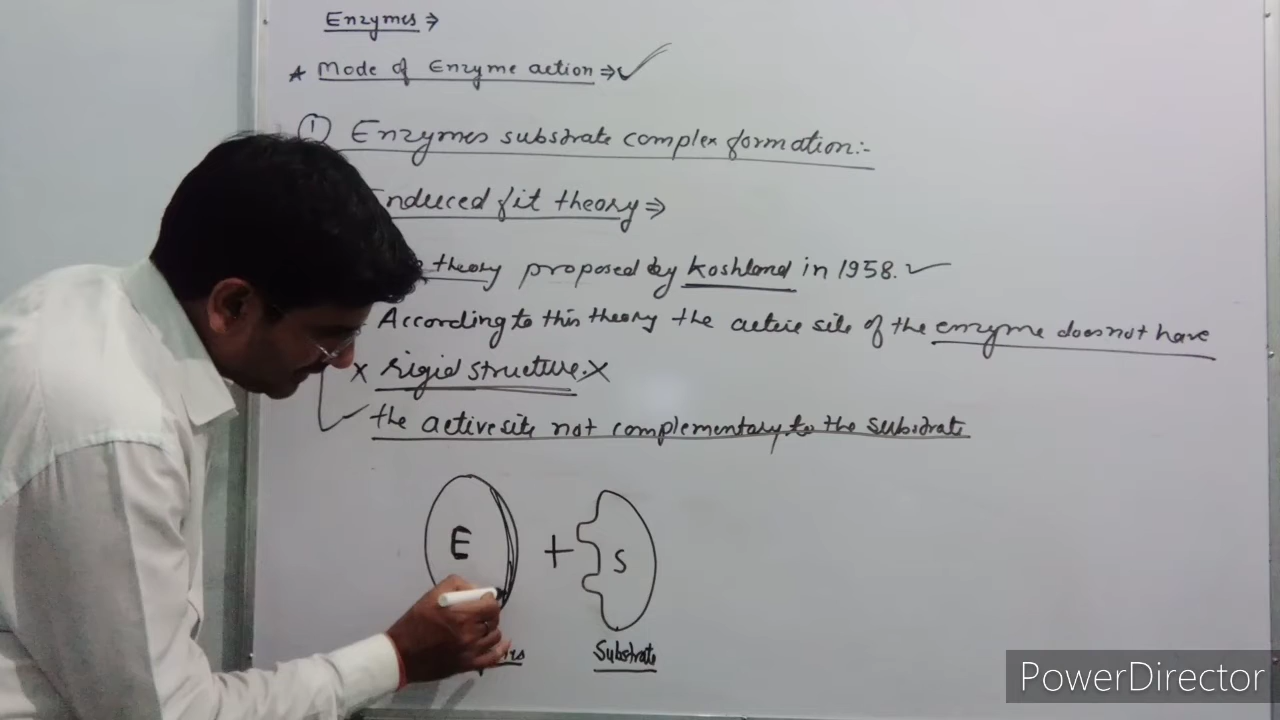 Enzymes ⇒
* Mode of Enzyme action ⇒ ✓
① Enzymes substrate complex formation:-
Induced fit theory ⇒
theory proposed by Koshland in 1958. ✓
According to this theory the active site of the enzyme does not have
x rigid structure. x
the active site not complementary to the substrate
E + S
Substrate
PowerDirector